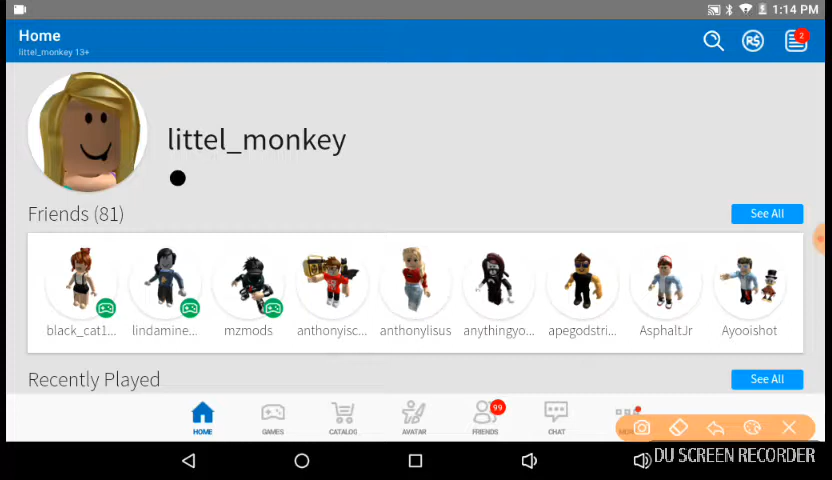 1:14 PM
Home
littel_monkey 13+
R$
2
littel_monkey
Friends (81)
See All
black_cat1...
lindamine...
mzmods
anthonyisc...
anthonylisus
anythingyo...
apegodstri...
AsphaltJr
Ayooishot
Recently Played
See All
99
HOME
GAMES
CATALOG
AVATAR
FRIENDS
CHAT
DU SCREEN RECORDER